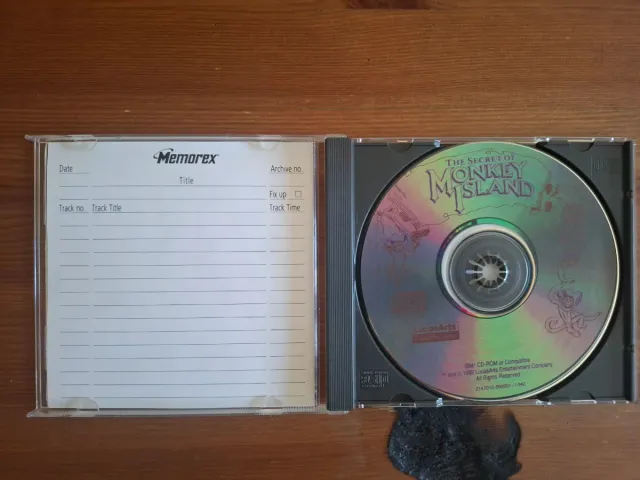 Memorex
Date
Archive no.
Title
Fix up
Track no. Track Title Track Time
THE SECRET OF
MONKEY
ISLAND
LucasArts
IBM CD-ROM or Compatible
1992 LucasArts Entertainment Company
All Rights Reserved